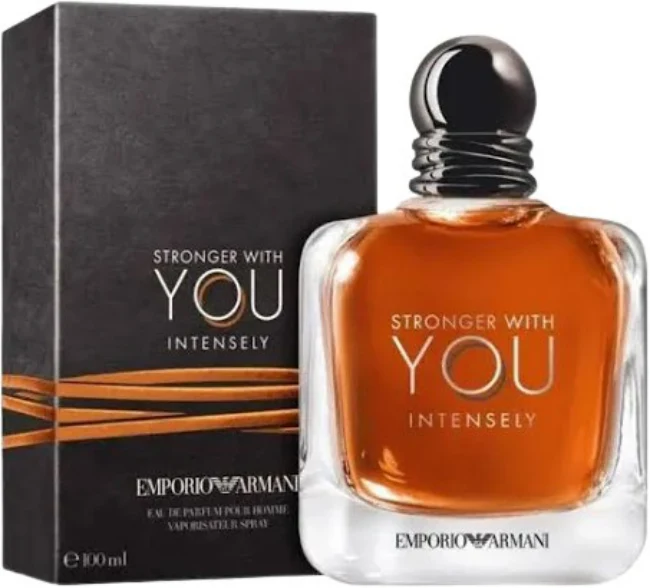 STRONGER WITH
YOU
INTENSELY
EMPORIO ARMANI
EAU DE PARFUM POUR HOMME
VAPORISATEUR SPRAY
e 100 ml
STRONGER WITH
YOU
INTENSELY
EMPORIO ARMANI